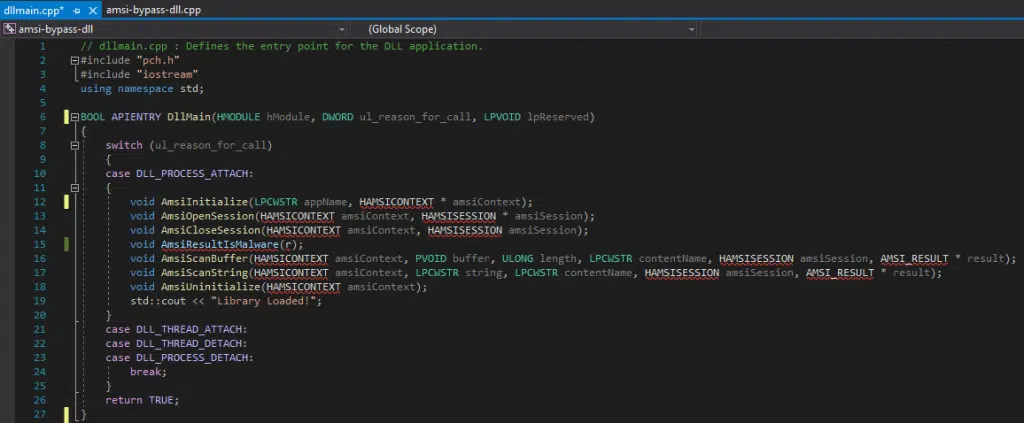 dllmain.cpp* amsi-bypass-dll.cpp
amsi-bypass-dll (Global Scope)
1 // dllmain.cpp : Defines the entry point for the DLL application.
2 #include "pch.h"
3 #include "iostream"
4 using namespace std;
5
6 BOOL APIENTRY DllMain(HMODULE hModule, DWORD ul_reason_for_call, LPVOID lpReserved)
7 {
8 switch (ul_reason_for_call)
9 {
10 case DLL_PROCESS_ATTACH:
11 {
12 void AmsiInitialize(LPCWSTR appName, HAMSICONTEXT * amsiContext);
13 void AmsiOpenSession(HAMSICONTEXT amsiContext, HAMSISESSION * amsiSession);
14 void AmsiCloseSession(HAMSICONTEXT amsiContext, HAMSISESSION amsiSession);
15 void AmsiResultIsMalware(r);
16 void AmsiScanBuffer(HAMSICONTEXT amsiContext, PVOID buffer, ULONG length, LPCWSTR contentName, HAMSISESSION amsiSession, AMSI_RESULT * result);
17 void AmsiScanString(HAMSICONTEXT amsiContext, LPCWSTR string, LPCWSTR contentName, HAMSISESSION amsiSession, AMSI_RESULT * result);
18 void AmsiUninitialize(HAMSICONTEXT amsiContext);
19 std::cout << "Library Loaded!";
20 }
21 case DLL_THREAD_ATTACH:
22 case DLL_THREAD_DETACH:
23 case DLL_PROCESS_DETACH:
24 break;
25 }
26 return TRUE;
27 }